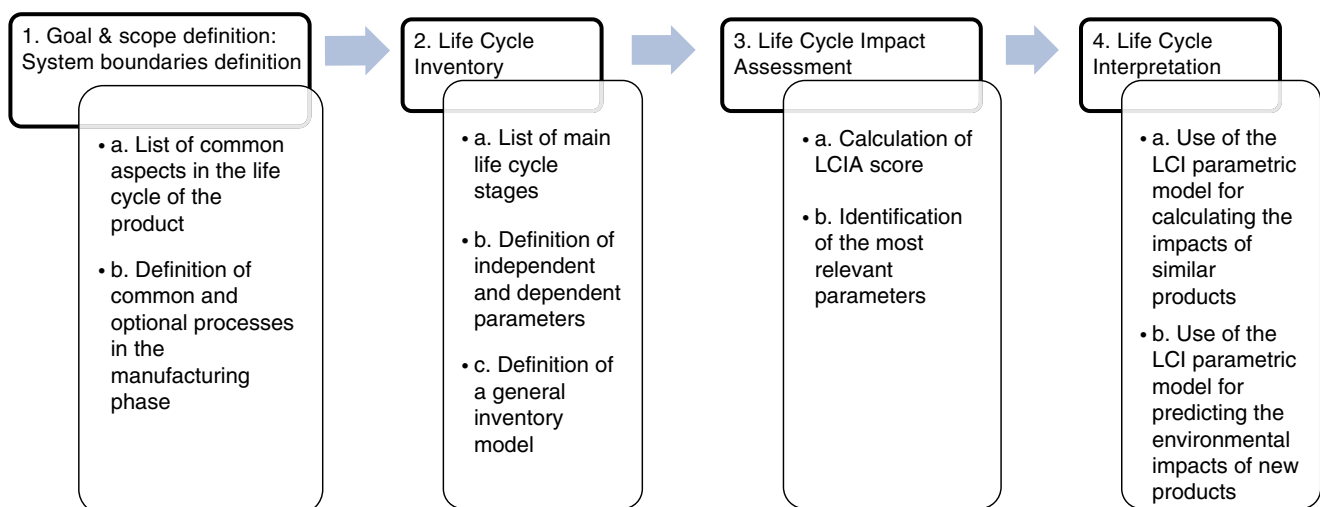 1. Goal & scope definition:
System boundaries definition
• a. List of common
aspects in the life
cycle of the
product
• b. Definition of
common and
optional processes
in the
manufacturing
phase
2. Life Cycle
Inventory
• a. List of main
life cycle
stages
• b. Definition of
independent
and dependent
parameters
• c. Definition of
a general
inventory
model
3. Life Cycle Impact
Assessment
• a. Calculation of
LCIA score
• b. Identification
of the most
relevant
parameters
4. Life Cycle
Interpretation
• a. Use of the
LCI parametric
model for
calculating the
impacts of
similar
products
• b. Use of the
LCI parametric
model for
predicting the
environmental
impacts of new
products